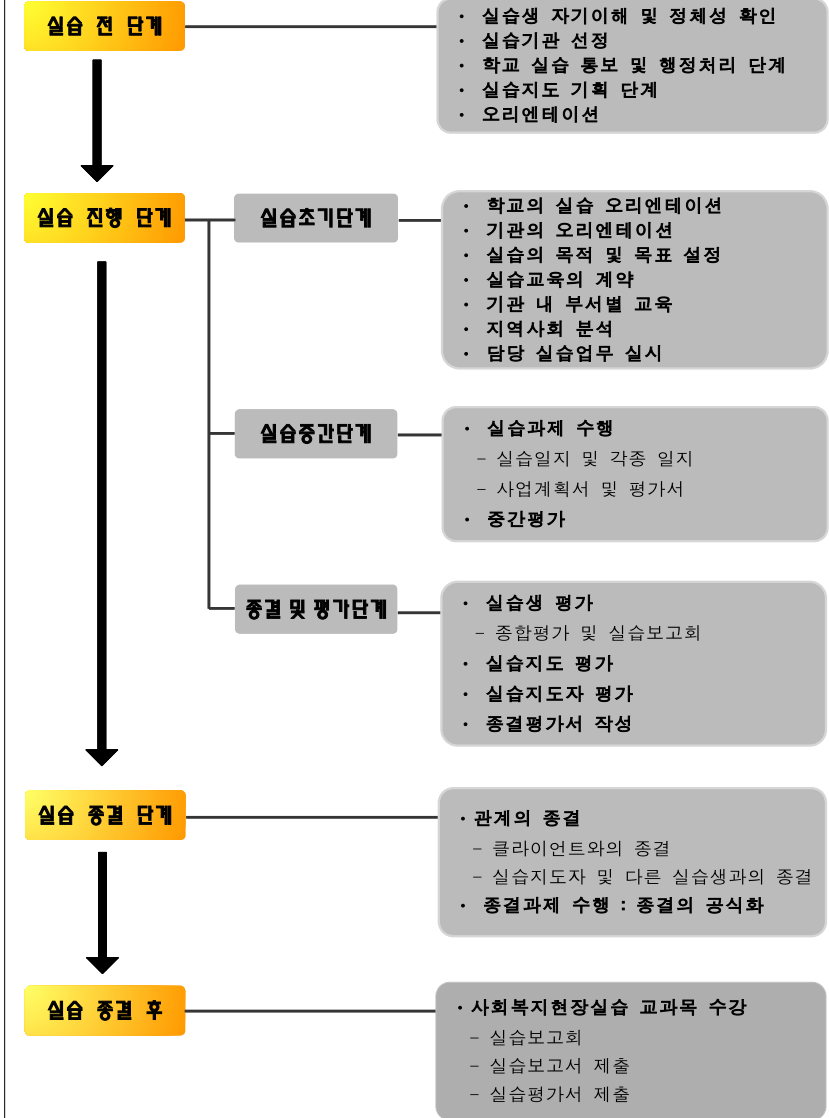 실습 전 단계
· 실습생 자기이해 및 정체성 확인
· 실습기관 선정
· 학교 실습 통보 및 행정처리 단계
· 실습지도 기획 단계
· 오리엔테이션
실습 진행 단계
실습초기단계
· 학교의 실습 오리엔테이션
· 기관의 오리엔테이션
· 실습의 목적 및 목표 설정
· 실습교육의 계약
· 기관 내 부서별 교육
· 지역사회 분석
· 담당 실습업무 실시
실습중간단계
· 실습과제 수행
- 실습일지 및 각종 일지
- 사업계획서 및 평가서
· 중간평가
종결 및 평가단계
· 실습생 평가
- 종합평가 및 실습보고회
· 실습지도 평가
· 실습지도자 평가
· 종결평가서 작성
실습 종결 단계
· 관계의 종결
- 클라이언트와의 종결
- 실습지도자 및 다른 실습생과의 종결
· 종결과제 수행 : 종결의 공식화
실습 종결 후
· 사회복지현장실습 교과목 수강
- 실습보고회
- 실습보고서 제출
- 실습평가서 제출